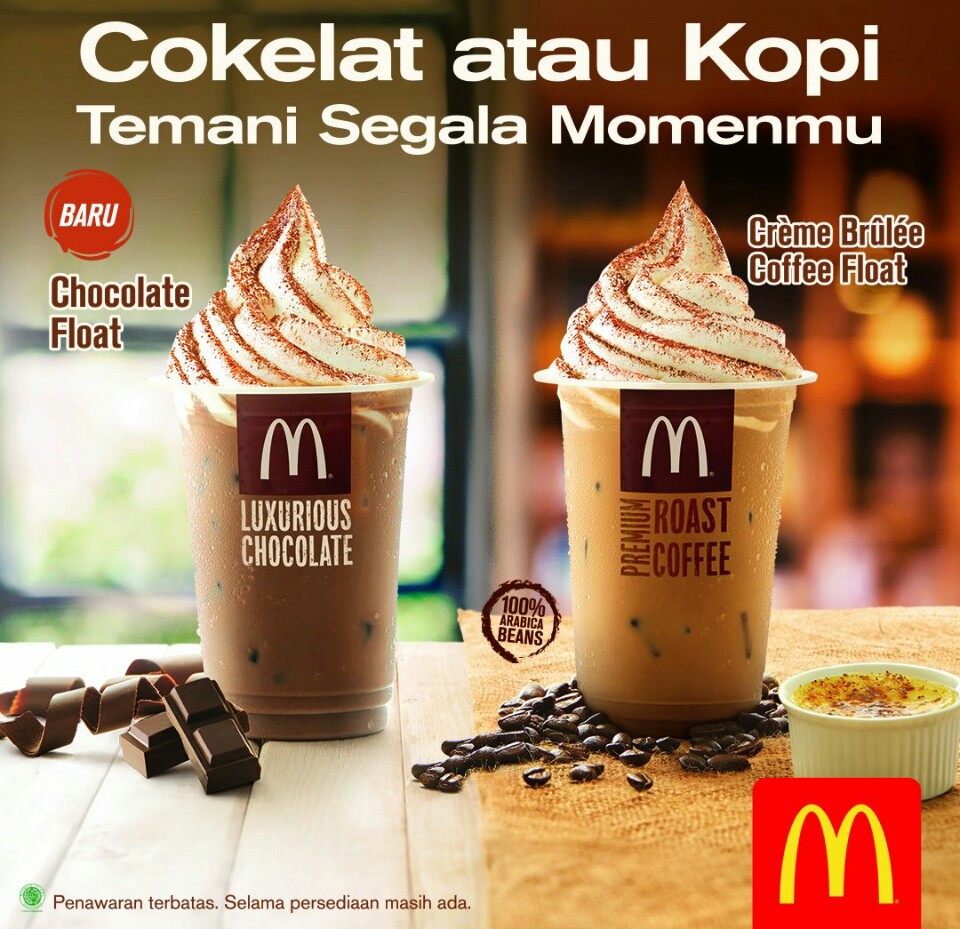 Cokelat atau Kopi
Temani Segala Momenmu
BARU
Chocolate
Float
Crème Brûlée
Coffee Float
M
LUXURIOUS
CHOCOLATE
M
PREMIUM
ROAST
COFFEE
100%
ARABICA
BEANS
M
Penawaran terbatas. Selama persediaan masih ada.